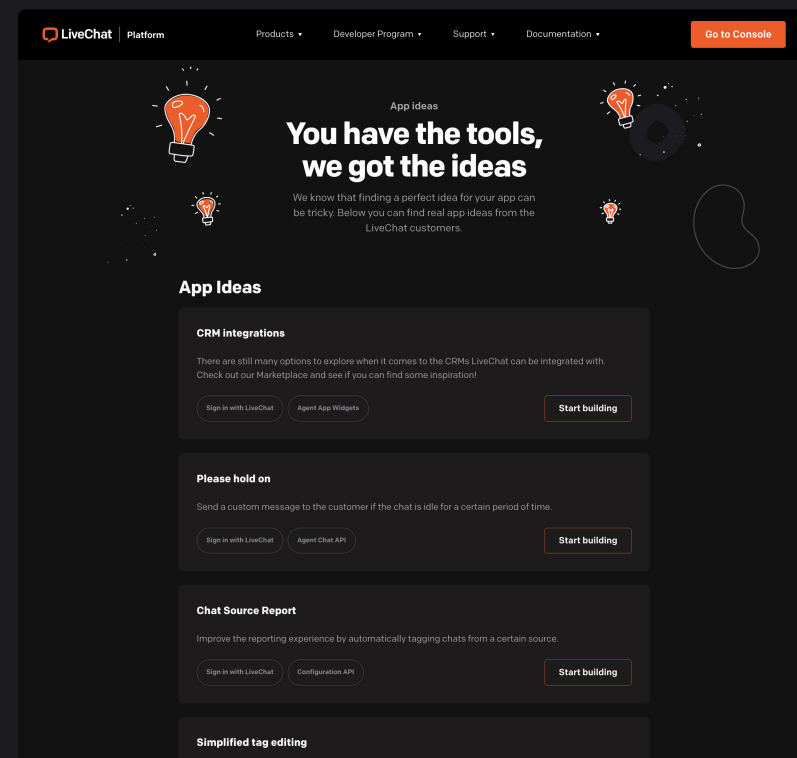 LiveChat Platform
Products ▾ Developer Program ▾ Support ▾ Documentation ▾
Go to Console
App ideas
You have the tools,
we got the ideas
We know that finding a perfect idea for your app can
be tricky. Below you can find real app ideas from the
LiveChat customers.
App Ideas
CRM integrations
There are still many options to explore when it comes to the CRMs LiveChat can be integrated with.
Check out our Marketplace and see if you can find some inspiration!
Sign in with LiveChat Agent App Widgets Start building
Please hold on
Send a custom message to the customer if the chat is idle for a certain period of time.
Sign in with LiveChat Agent Chat API Start building
Chat Source Report
Improve the reporting experience by automatically tagging chats from a certain source.
Sign in with LiveChat Configuration API Start building
Simplified tag editing